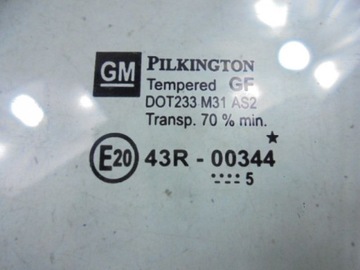 GM PILKINGTON
Tempered GF
DOT233 M31 AS2
Transp. 70 % min.
E20 43R - 00344
.... 5